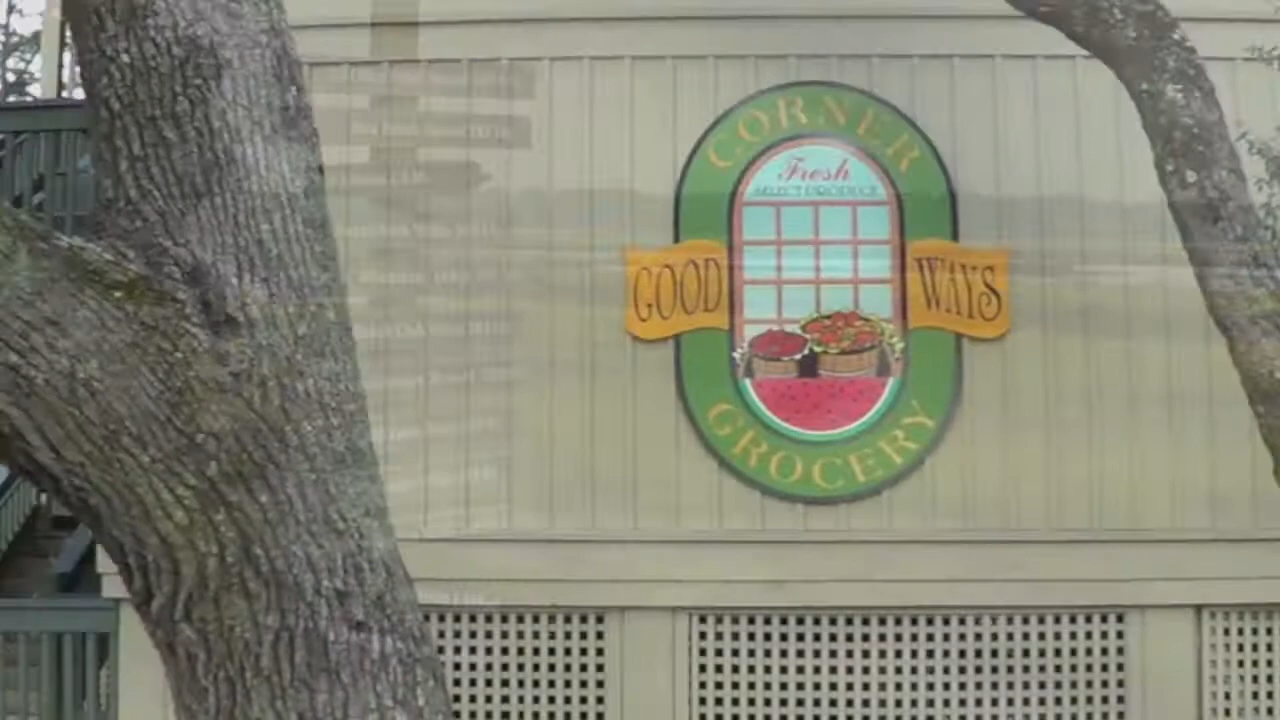 CORNER
Fresh
SELECT PRODUCE
GOOD WAYS
GROCERY